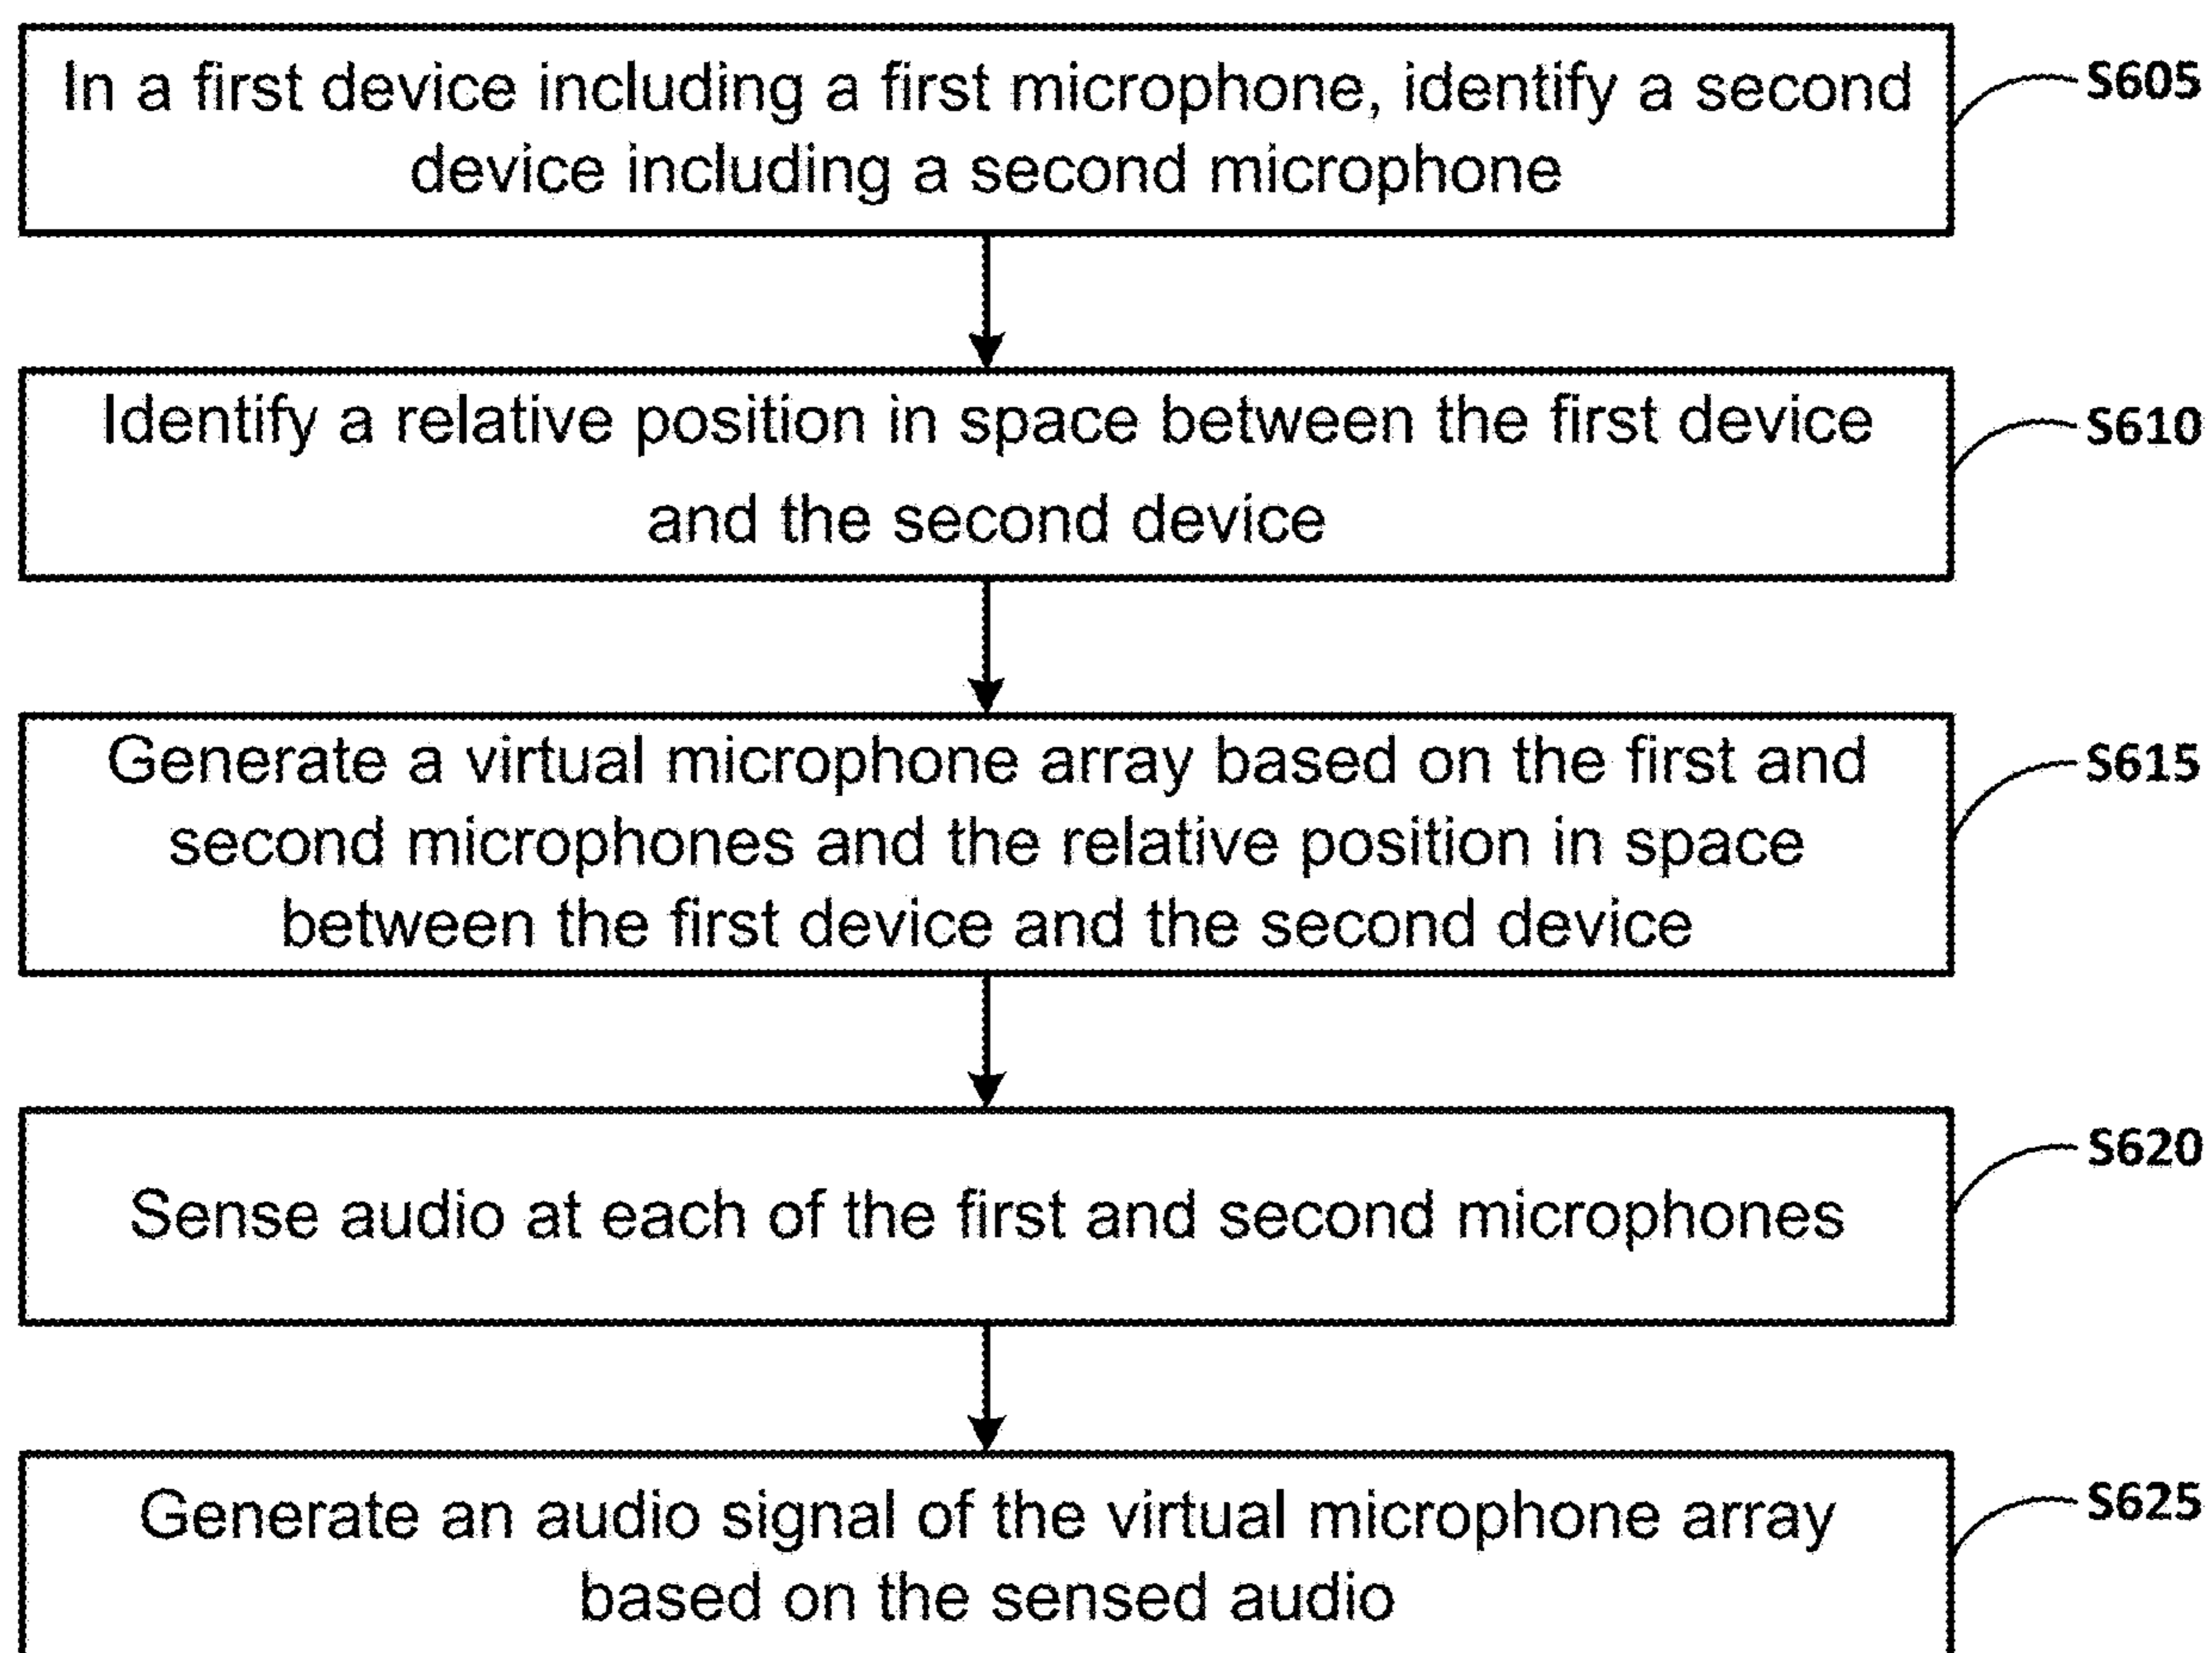 In a first device including a first microphone, identify a second
device including a second microphone
S605
Identify a relative position in space between the first device
and the second device
S610
Generate a virtual microphone array based on the first and
second microphones and the relative position in space
between the first device and the second device
S615
Sense audio at each of the first and second microphones
S620
Generate an audio signal of the virtual microphone array
based on the sensed audio
S625